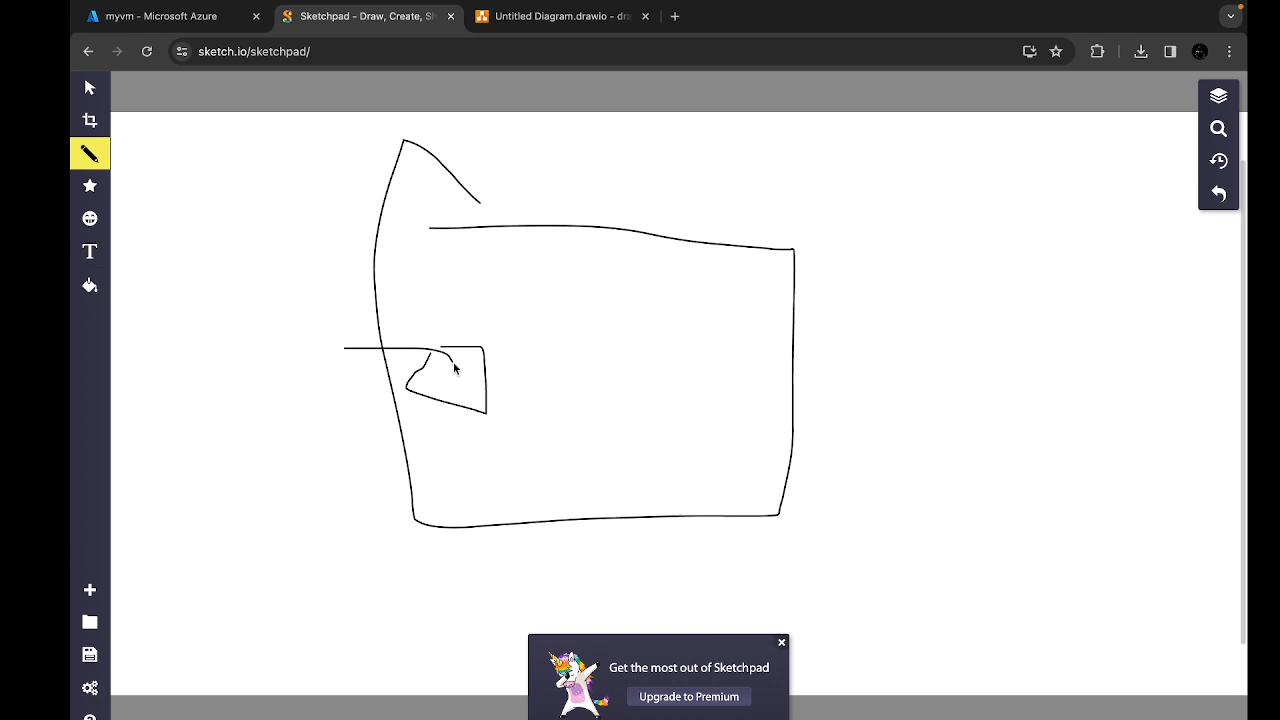 myvm - Microsoft Azure
Sketchpad - Draw, Create, Sh
Untitled Diagram.drawio - dra
sketch.io/sketchpad/
T
Get the most out of Sketchpad
Upgrade to Premium